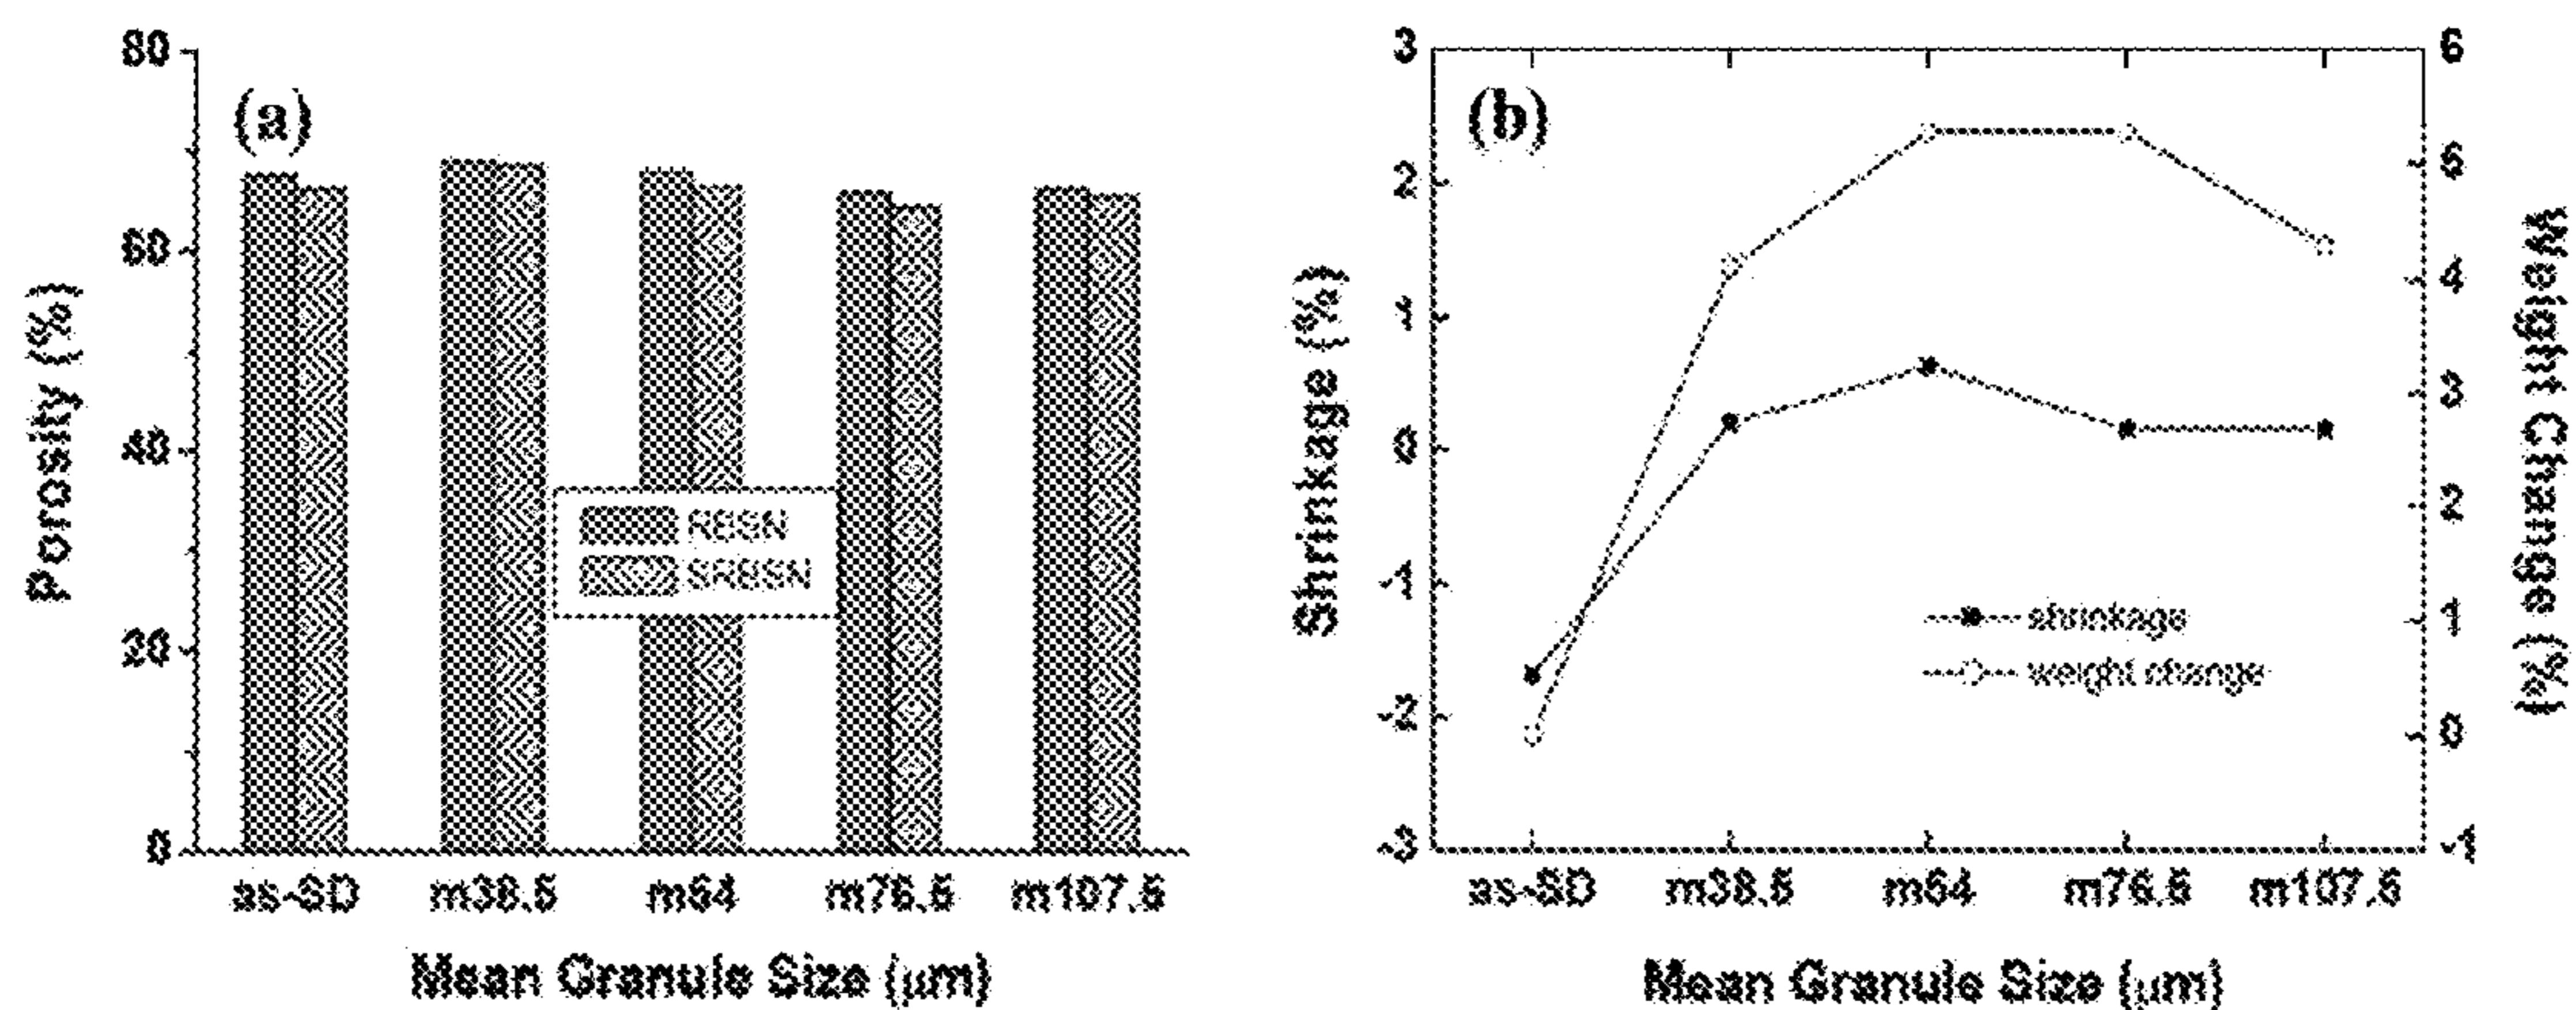 (a)
Porosity (%)
80
60
40
20
0
RBSN
SRBSN
as-SD m38.5 m64 m76.5 m107.5
Mean Granule Size (μm)
(b)
Shrinkage (%)
3
2
1
0
-1
-2
-3
shrinkage
weight change
6
5
4
3
2
1
0
-1
Weight Change (%)
as-SD m38.5 m64 m76.5 m107.5
Mean Granule Size (μm)